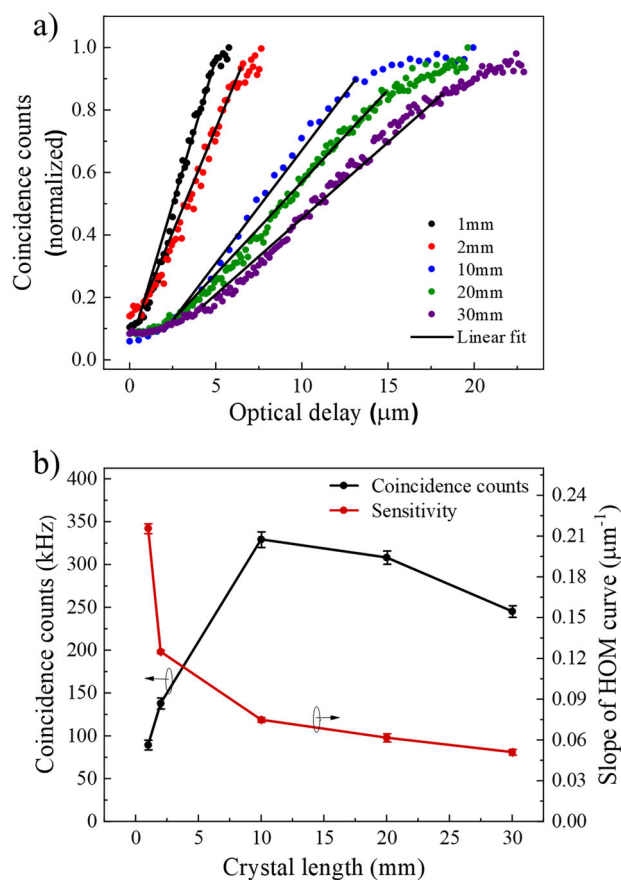 a)
Coincidence counts
(normalized)
1.0
0.8
0.6
0.4
0.2
0.0
1mm
2mm
10mm
20mm
30mm
Linear fit
0
5
10
15
20
Optical delay (μm)
b)
Coincidence counts (kHz)
400
350
300
250
200
150
100
50
0
Coincidence counts
Sensitivity
0.24
0.21
0.18
0.15
0.12
0.09
0.06
0.03
0.00
Slope of HOM curve (μm⁻¹)
0
5
10
15
20
25
30
Crystal length (mm)